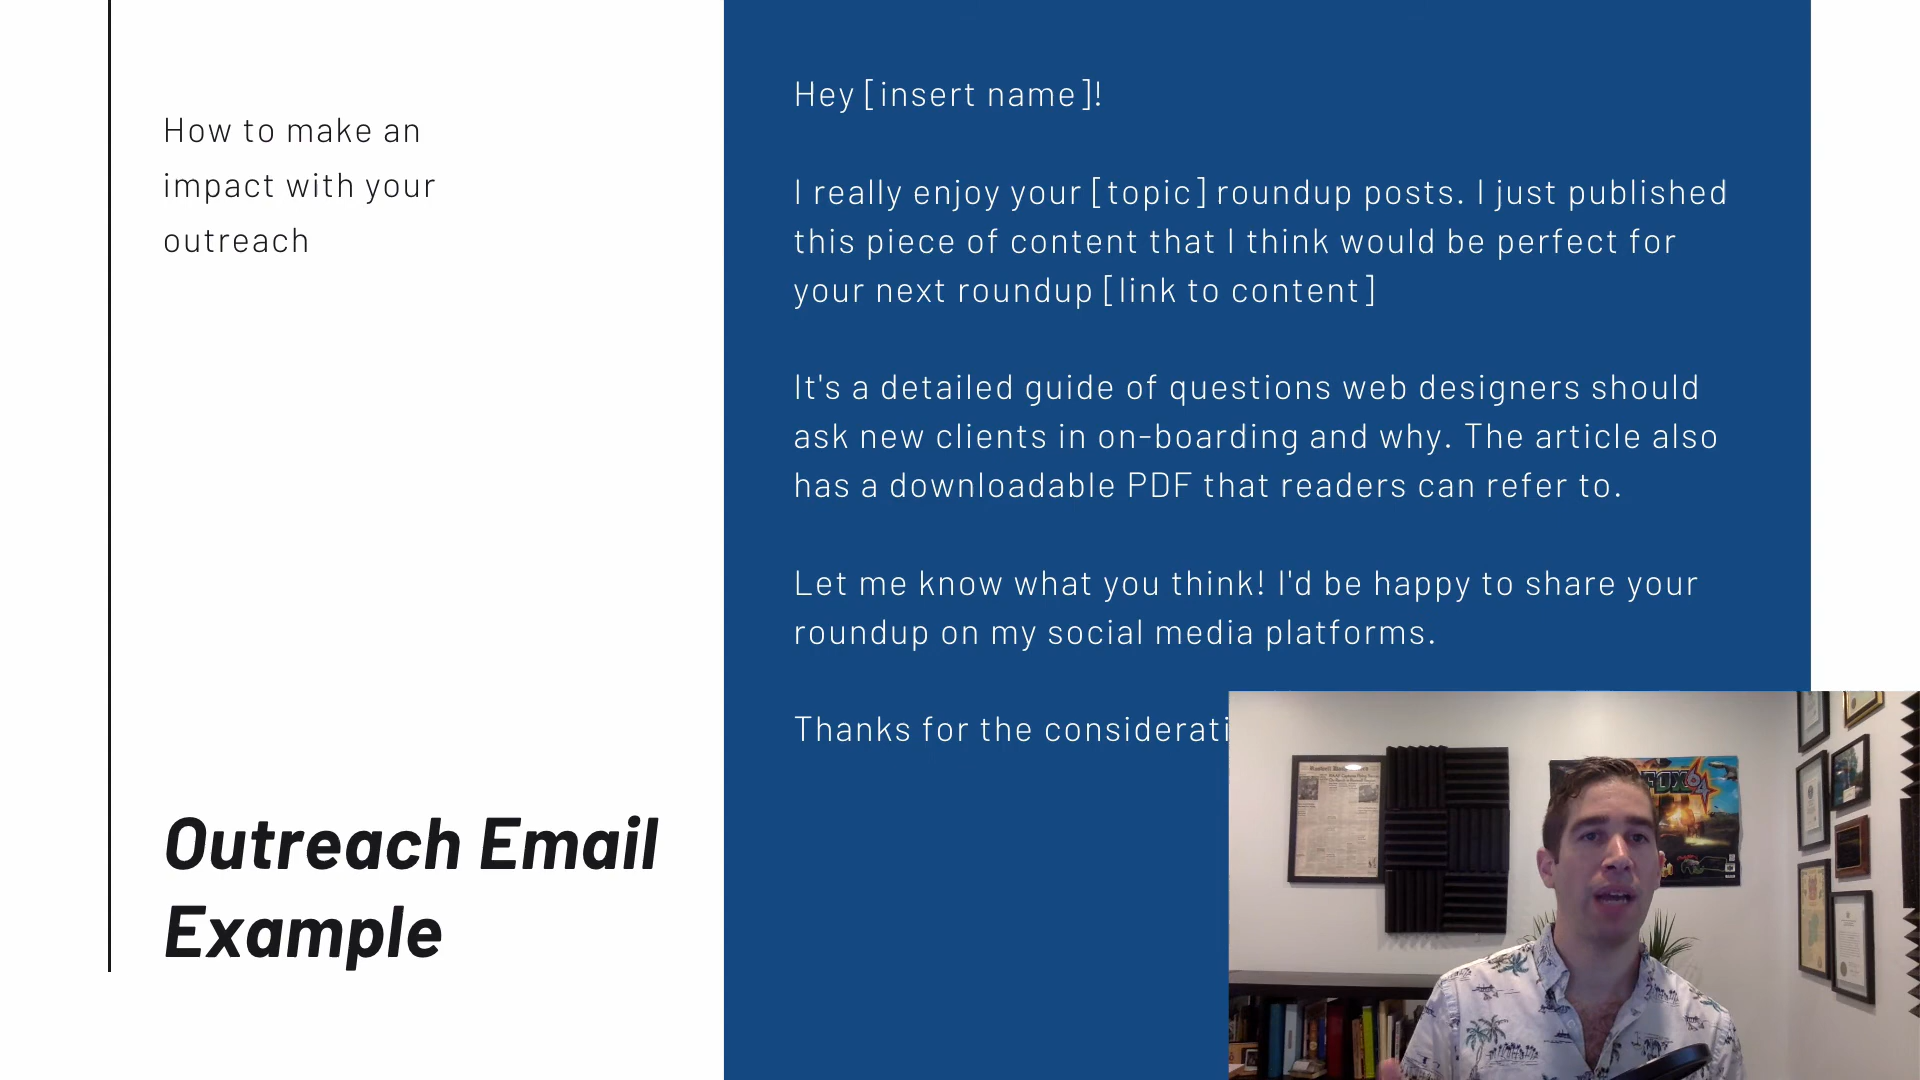 How to make an
impact with your
outreach
Outreach Email
Example
Hey [insert name]!
I really enjoy your [topic] roundup posts. I just published
this piece of content that I think would be perfect for
your next roundup [link to content]
It's a detailed guide of questions web designers should
ask new clients in on-boarding and why. The article also
has a downloadable PDF that readers can refer to.
Let me know what you think! I'd be happy to share your
roundup on my social media platforms.
Thanks for the considerati